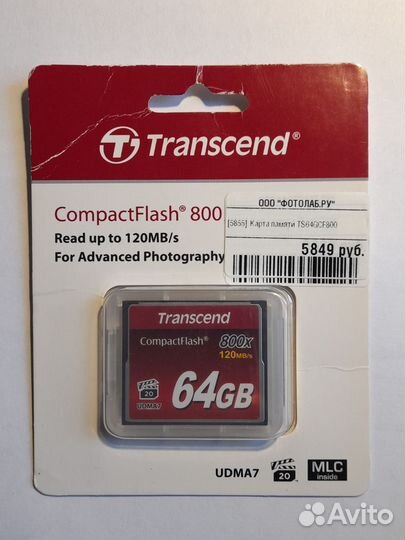 Transcend®
CompactFlash® 800
Read up to 120MB/s
For Advanced Photography
ООО "ФОТОЛАБ.РУ"
[5855] Карта памяти TS64GCF800
5849 руб.
Transcend
CompactFlash® 800x
120MB/s
20
UDMA7
64GB
UDMA7
20
MLC
inside
Avito